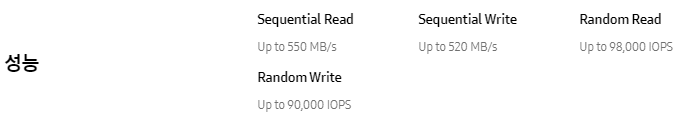 성능
Sequential Read
Up to 550 MB/s
Sequential Write
Up to 520 MB/s
Random Read
Up to 98,000 IOPS
Random Write
Up to 90,000 IOPS